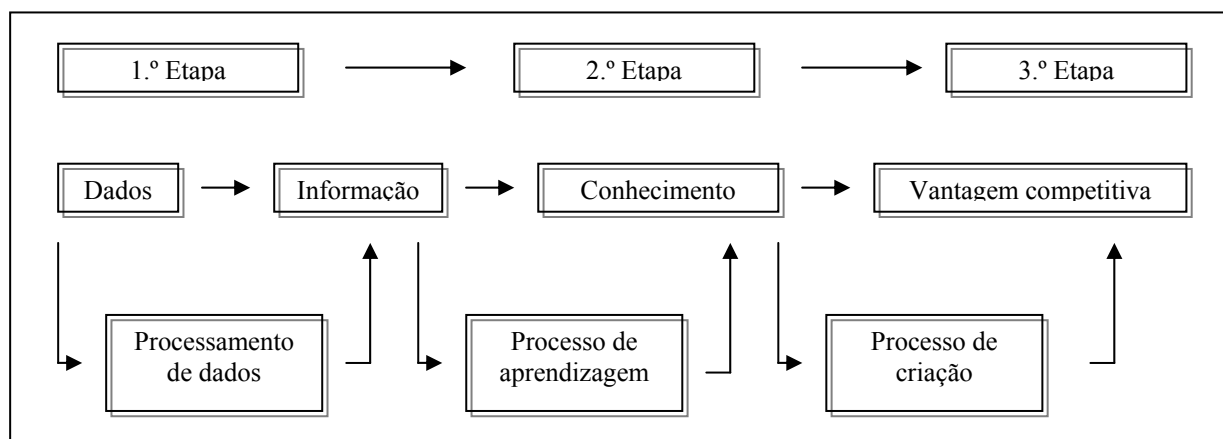 1.º Etapa
2.º Etapa
3.º Etapa
Dados
Informação
Conhecimento
Vantagem competitiva
Processamento
de dados
Processo de
aprendizagem
Processo de
criação